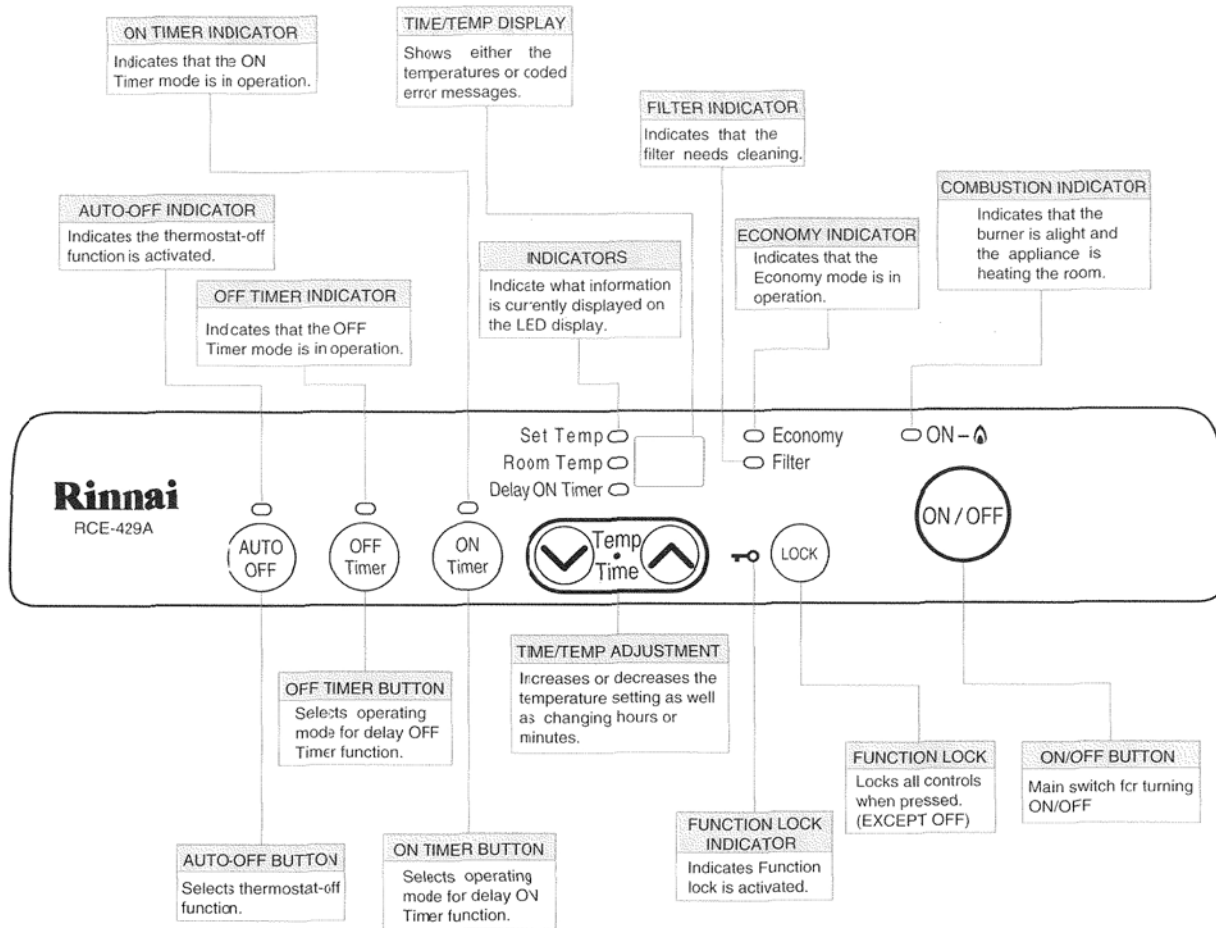 ON TIMER INDICATOR
Indicates that the ON
Timer mode is in operation.
TIME/TEMP DISPLAY
Shows either the
temperatures or coded
error messages.
FILTER INDICATOR
Indicates that the
filter needs cleaning.
COMBUSTION INDICATOR
Indicates that the
burner is alight and
the appliance is
heating the room.
AUTO-OFF INDICATOR
Indicates the thermostat-off
function is activated.
ECONOMY INDICATOR
Indicates that the
Economy mode is in
operation.
INDICATORS
Indicate what information
is currently displayed on
the LED display.
OFF TIMER INDICATOR
Indicates that the OFF
Timer mode is in operation.
Set Temp
Room Temp
Delay ON Timer
Economy
Filter
ON –
Rinnai
RCE-429A
AUTO
OFF
OFF
Timer
ON
Timer
Temp
•
Time
LOCK
ON / OFF
TIME/TEMP ADJUSTMENT
Increases or decreases the
temperature setting as well
as changing hours or
minutes.
OFF TIMER BUTTON
Selects operating
mode for delay OFF
Timer function.
FUNCTION LOCK
Locks all controls
when pressed.
(EXCEPT OFF)
ON/OFF BUTTON
Main switch for turning
ON/OFF
FUNCTION LOCK
INDICATOR
Indicates Function
lock is activated.
AUTO-OFF BUTTON
Selects thermostat-off
function.
ON TIMER BUTTON
Selects operating
mode for delay ON
Timer function.